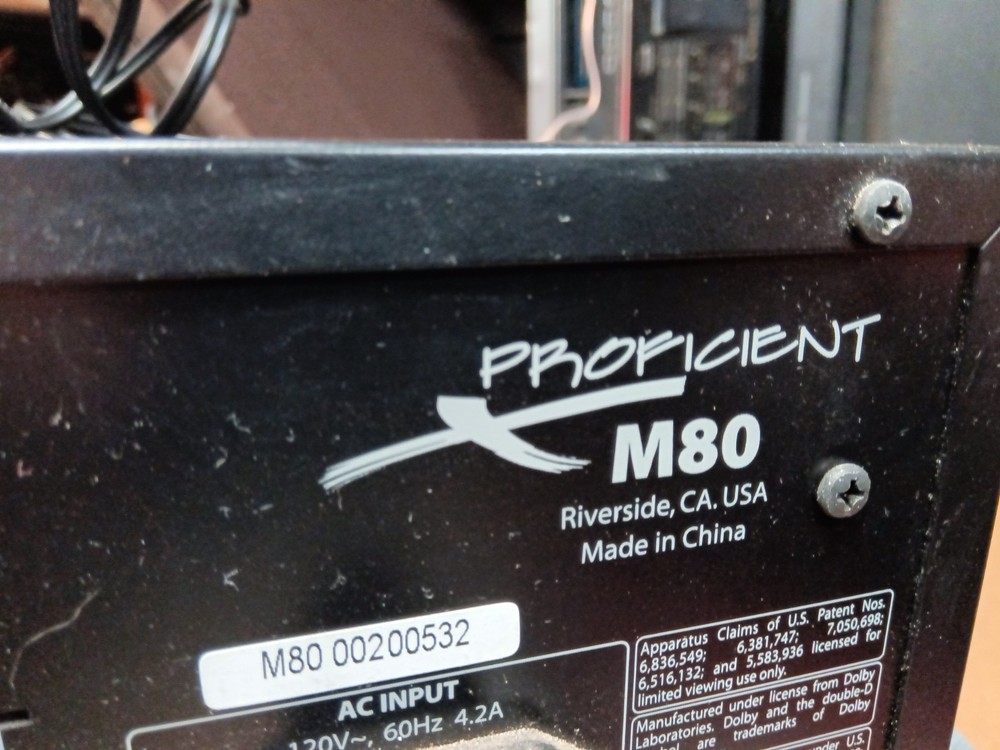 PROFICIENT
M80
Riverside, CA. USA
Made in China
M80 00200532
AC INPUT
120V~, 60Hz 4.2A
Apparatus Claims of U.S. Patent Nos.
6,836,549; 6,381,747; 7,050,698;
6,516,132; and 5,583,936 licensed for
limited viewing use only.
Manufactured under license from Dolby
Laboratories. Dolby and the double-D
are trademarks of Dolby
under U.S.